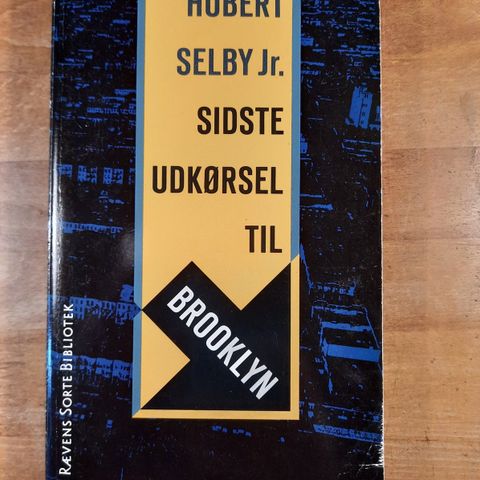 HUBERT
SELBY Jr.
SIDSTE
UDKØRSEL
TIL
BROOKLYN
RÆVENS SORTE BIBLIOTEK